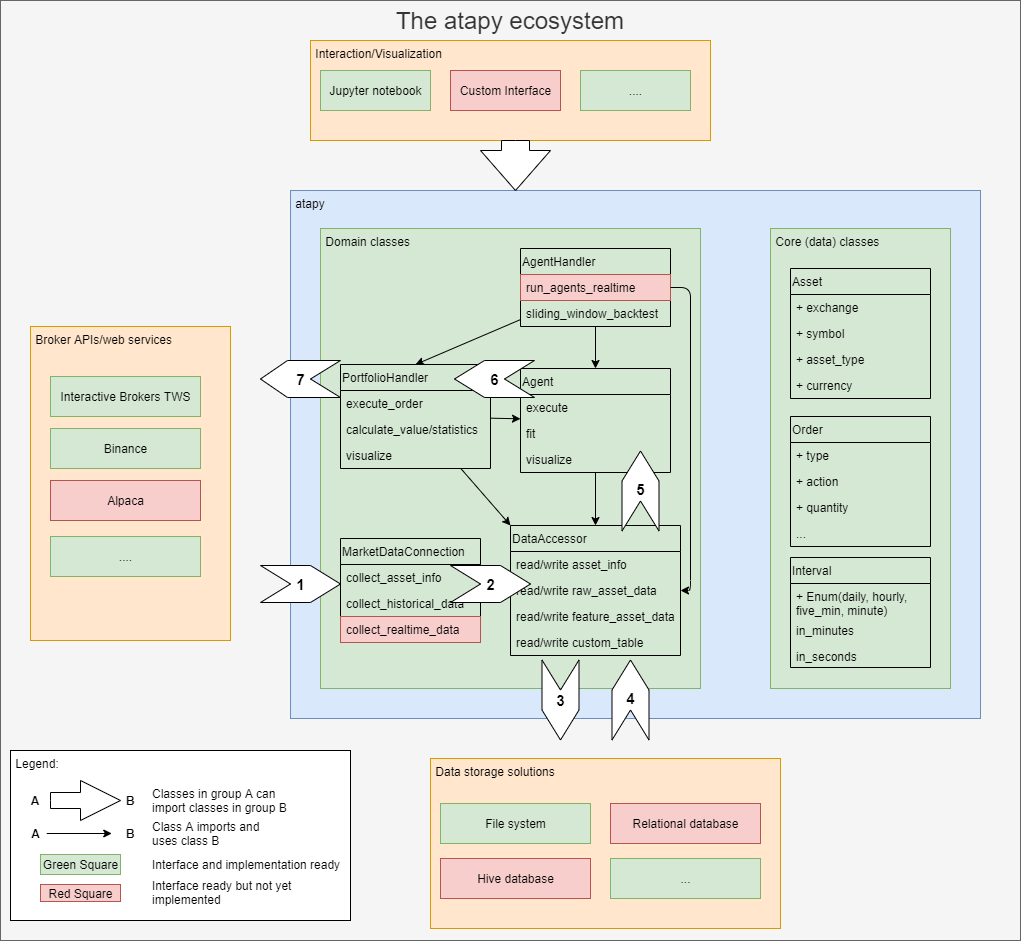 The atapy ecosystem
Interaction/Visualization
Jupyter notebook
Custom Interface
....
atapy
Domain classes
AgentHandler
run_agents_realtime
sliding_window_backtest
7
PortfolioHandler
execute_order
calculate_value/statistics
visualize
6
Agent
execute
fit
visualize
5
1
MarketDataConnection
collect_asset_info
collect_historical_data
collect_realtime_data
2
DataAccessor
read/write asset_info
read/write raw_asset_data
read/write feature_asset_data
read/write custom_table
3
4
Core (data) classes
Asset
+ exchange
+ symbol
+ asset_type
+ currency
Order
+ type
+ action
+ quantity
...
Interval
+ Enum(daily, hourly,
five_min, minute)
in_minutes
in_seconds
Broker APIs/web services
Interactive Brokers TWS
Binance
Alpaca
....
Data storage solutions
File system
Relational database
Hive database
...
Legend:
A
B
Classes in group A can
import classes in group B
A
B
Class A imports and
uses class B
Green Square
Interface and implementation ready
Red Square
Interface ready but not yet
implemented